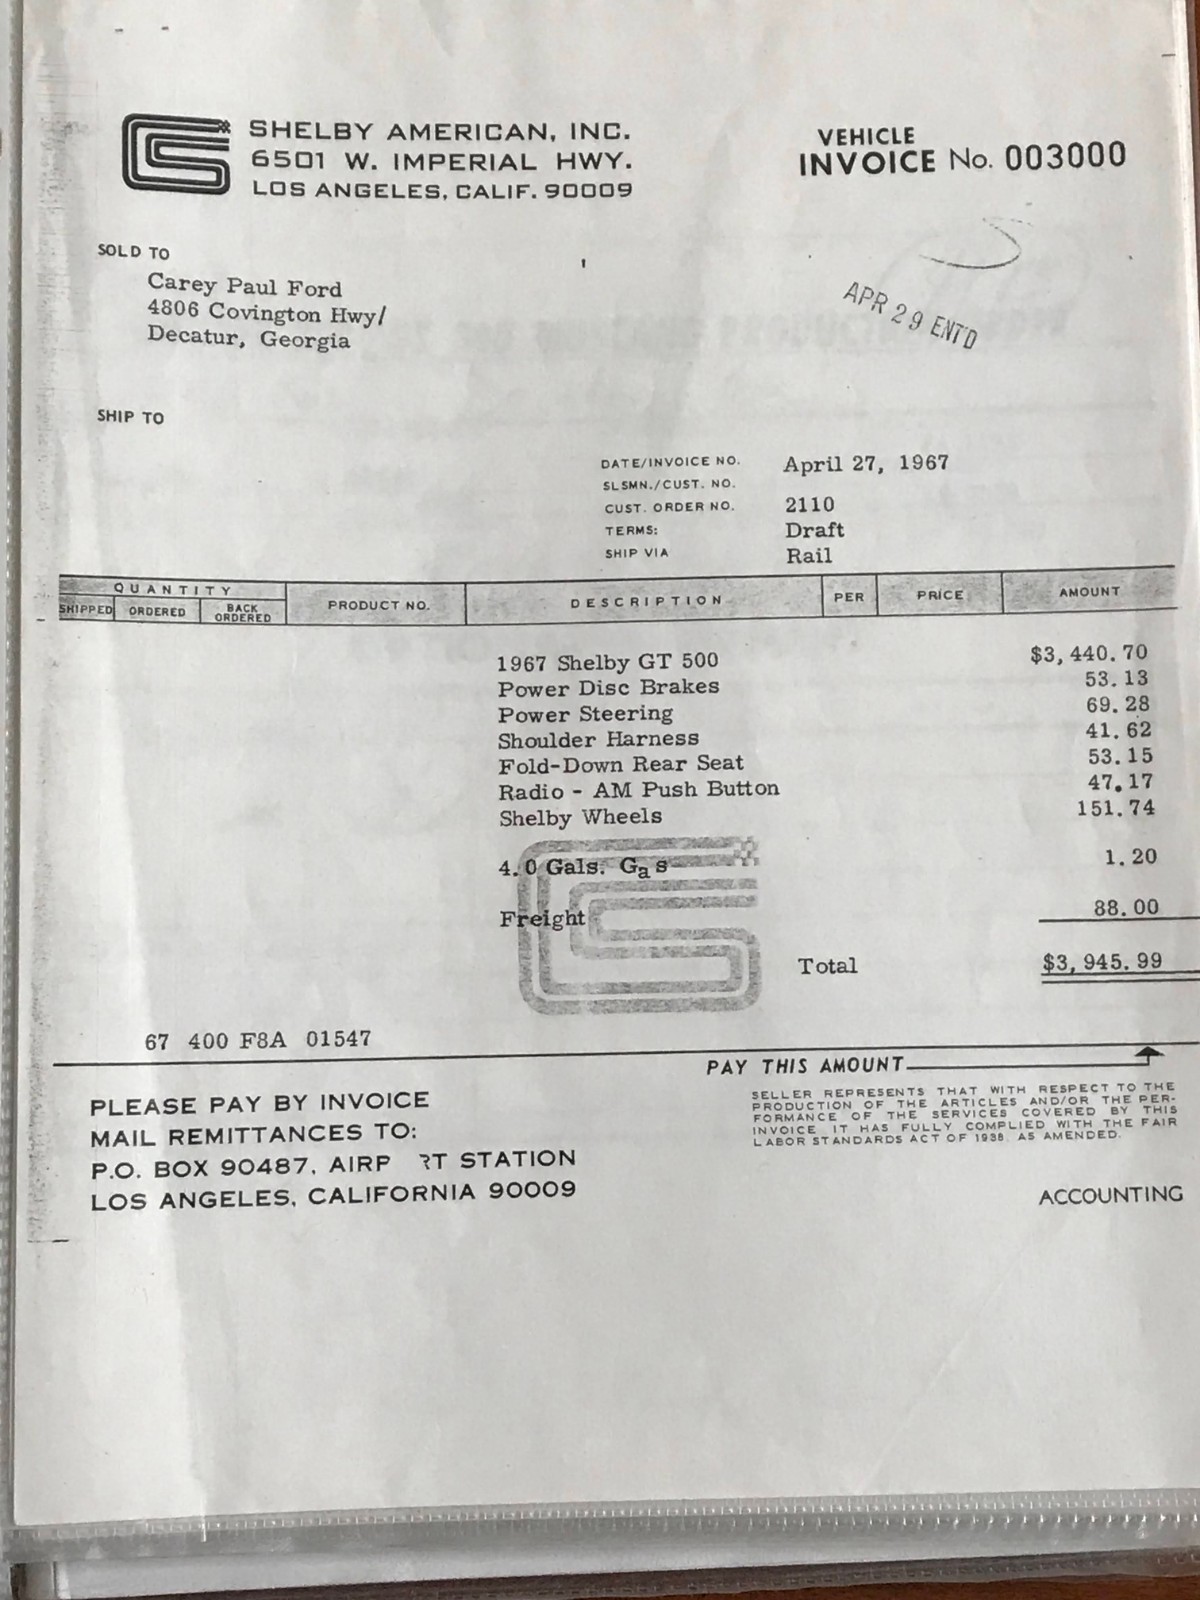 SHELBY AMERICAN, INC.
6501 W. IMPERIAL HWY.
LOS ANGELES, CALIF. 90009
VEHICLE
INVOICE No. 003000
SOLD TO
Carey Paul Ford
4806 Covington Hwy/
Decatur, Georgia
APR 29 ENT'D
SHIP TO
DATE/INVOICE NO. April 27, 1967
SLSMN./CUST. NO.
CUST. ORDER NO. 2110
TERMS: Draft
SHIP VIA Rail
QUANTITY
SHIPPED ORDERED BACK ORDERED PRODUCT NO. DESCRIPTION PER PRICE AMOUNT
1967 Shelby GT 500 $3,440.70
Power Disc Brakes 53.13
Power Steering 69.28
Shoulder Harness 41.62
Fold-Down Rear Seat 53.15
Radio - AM Push Button 47.17
Shelby Wheels 151.74
4.0 Gals. Gas 1.20
Freight 88.00
Total $3,945.99
67 400 F8A 01547
PAY THIS AMOUNT
PLEASE PAY BY INVOICE
MAIL REMITTANCES TO:
P.O. BOX 90487, AIRP RT STATION
LOS ANGELES, CALIFORNIA 90009
SELLER REPRESENTS THAT WITH RESPECT TO THE
PRODUCTION OF THE ARTICLES AND/OR THE PER-
FORMANCE OF THE SERVICES COVERED BY THIS
INVOICE IT HAS FULLY COMPLIED WITH THE FAIR
LABOR STANDARDS ACT OF 1938 AS AMENDED.
ACCOUNTING